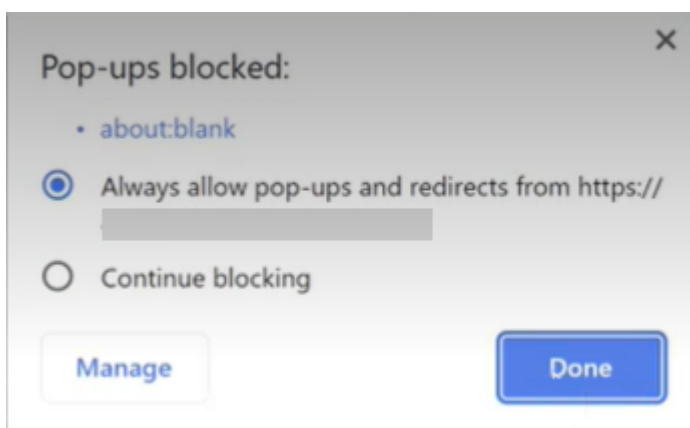 Pop-ups blocked:
• about:blank
Always allow pop-ups and redirects from https://
Continue blocking
Manage
Done